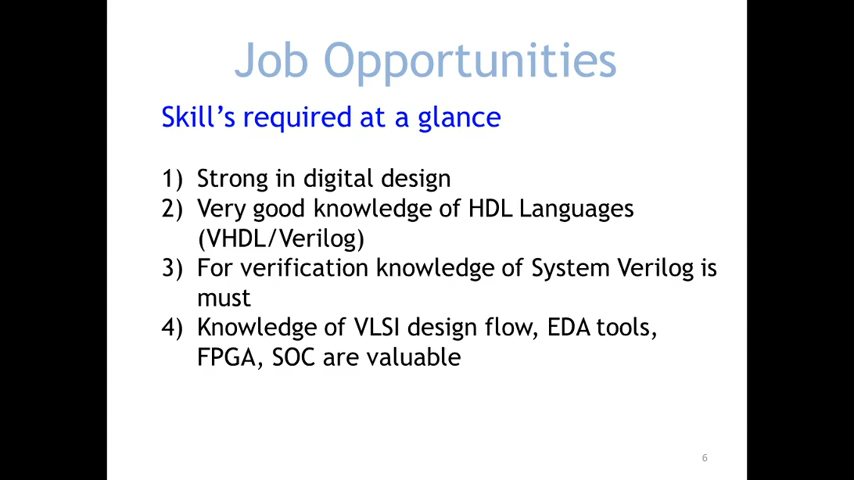 Job Opportunities
Skill's required at a glance
1) Strong in digital design
2) Very good knowledge of HDL Languages
(VHDL/Verilog)
3) For verification knowledge of System Verilog is
must
4) Knowledge of VLSI design flow, EDA tools,
FPGA, SOC are valuable
6